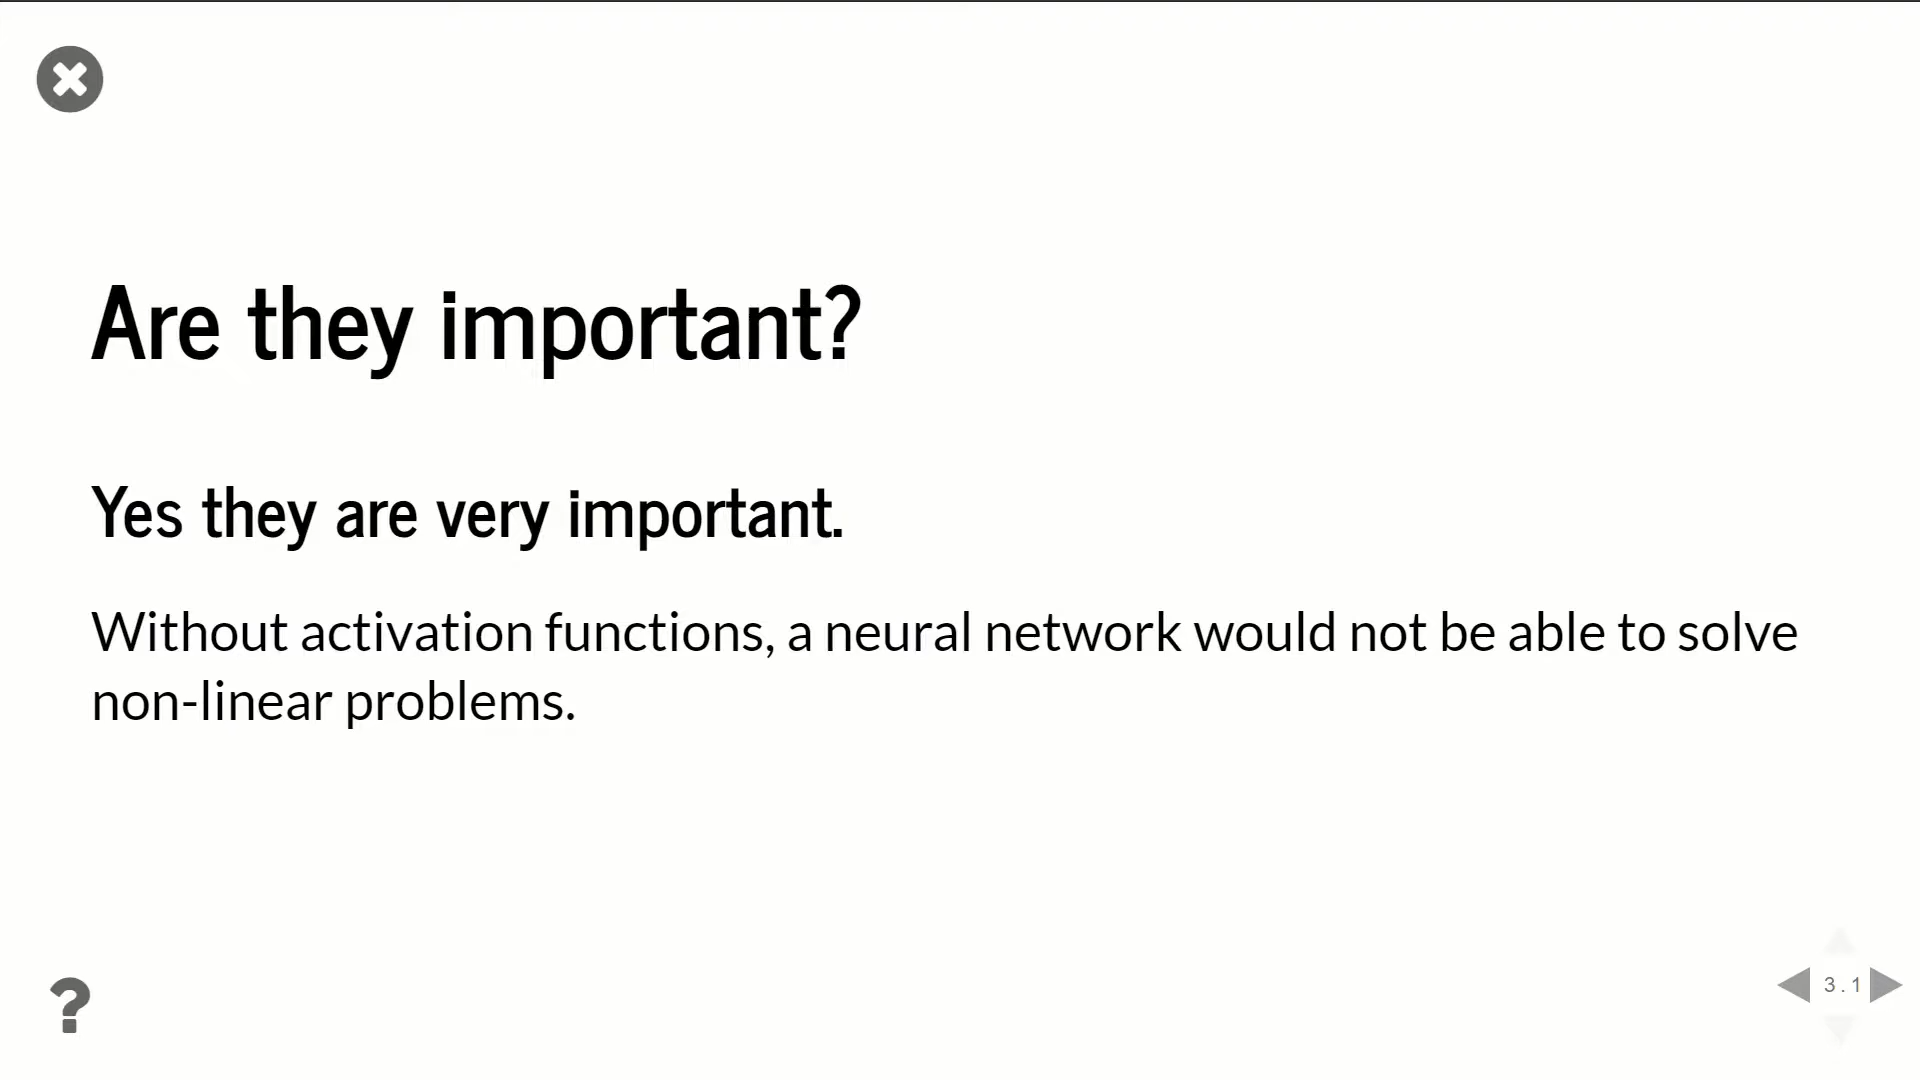 Are they important?
Yes they are very important.
Without activation functions, a neural network would not be able to solve
non-linear problems.
?
3.1